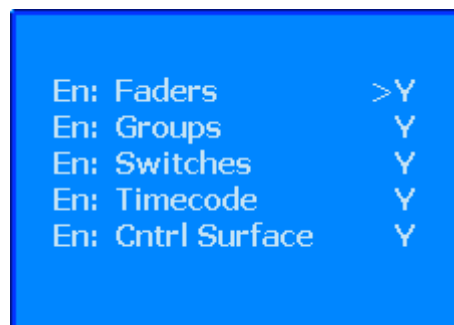 En: Faders >Y
En: Groups Y
En: Switches Y
En: Timecode Y
En: Cntrl Surface Y